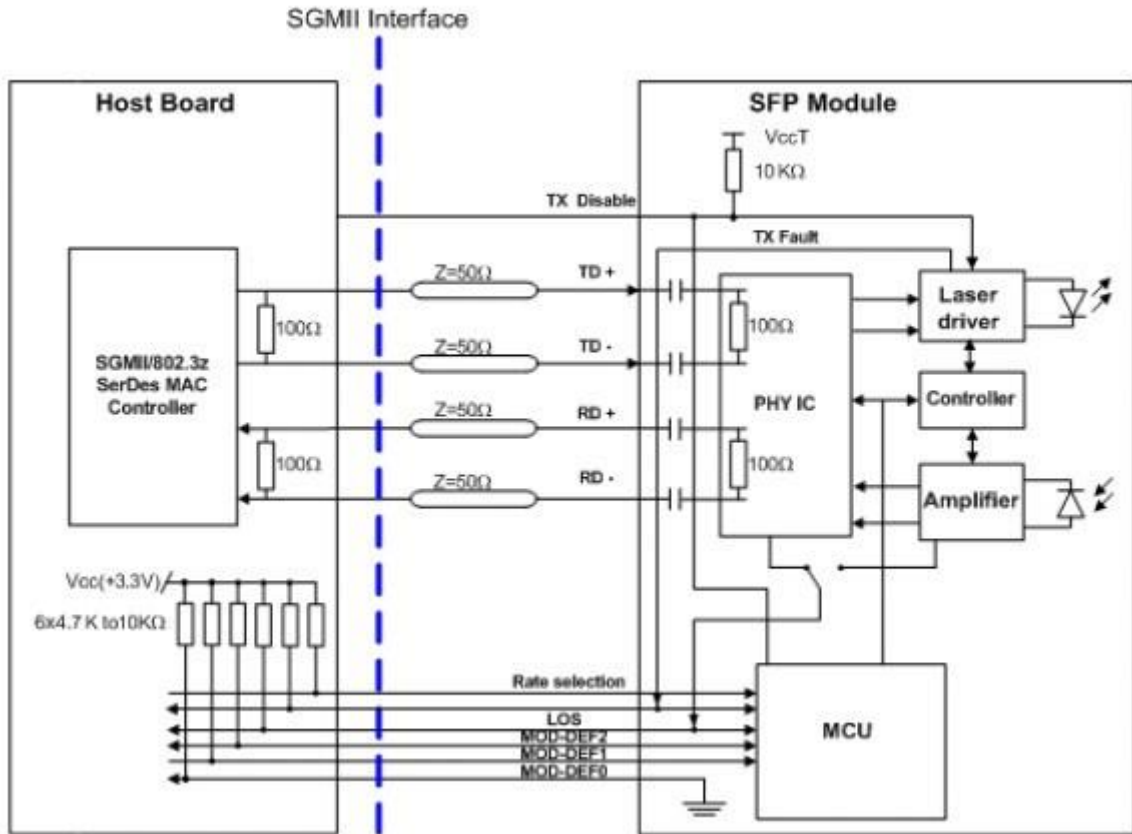 SGMII Interface
Host Board
SFP Module
VccT
10 KΩ
TX Disable
TX Fault
Z=50Ω
TD +
Laser
driver
100Ω
100Ω
Z=50Ω
TD -
SGMII/802.3z
SerDes MAC
Controller
PHY IC
Controller
Z=50Ω
RD +
100Ω
100Ω
Z=50Ω
RD -
Amplifier
Vcc(+3.3V)
6x4.7 K to10KΩ
Rate selection
LOS
MOD-DEF2
MOD-DEF1
MOD-DEF0
MCU